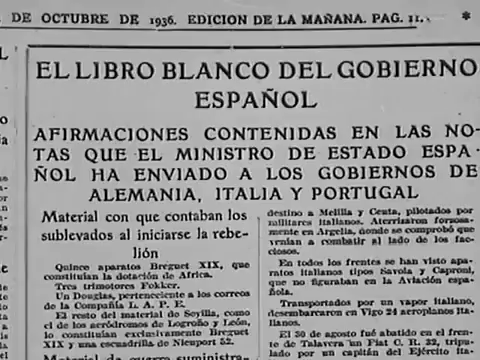 DE OCTUBRE DE 1936. EDICION DE LA MAÑANA. PAG. 11.
EL LIBRO BLANCO DEL GOBIERNO
ESPAÑOL
AFIRMACIONES CONTENIDAS EN LAS NO-
TAS QUE EL MINISTRO DE ESTADO ESPA-
ÑOL HA ENVIADO A LOS GOBIERNOS DE
ALEMANIA, ITALIA Y PORTUGAL
Material con que contaban los
sublevados al iniciarse la rebe-
lión
Quince aparatos Breguet XIX, que
constituían la dotación de Africa.
Tres trimotores Fokker.
Un Douglas, perteneciente a los correos
de la Compañía L. A. P. E.
El resto del material de Sevilla, como
el de los aeródromos de Logroño y León,
lo constituían exclusivamente Breguet
XIX y una escuadrilla de Nieuport 52.
Material de guerra suministra-
destino a Melilla y Ceuta, pilotados por
militares italianos. Aterrizaron forzosa-
mente en Argelia, donde se comprobó que
venían a combatir al lado de los fac-
ciosos.
En todos los frentes se han visto apara-
tos italianos tipos Savoia y Caproni,
que no figuraban en la Aviación espa-
ñola.
Transportados por un vapor italiano,
desembarcaron en Vigo 24 aeroplanos ita-
lianos.
El 30 de agosto fué abatido en el frente
de Talavera un Fiat C. R. 32, tripu-
lado por un capitán del Ejército ita-